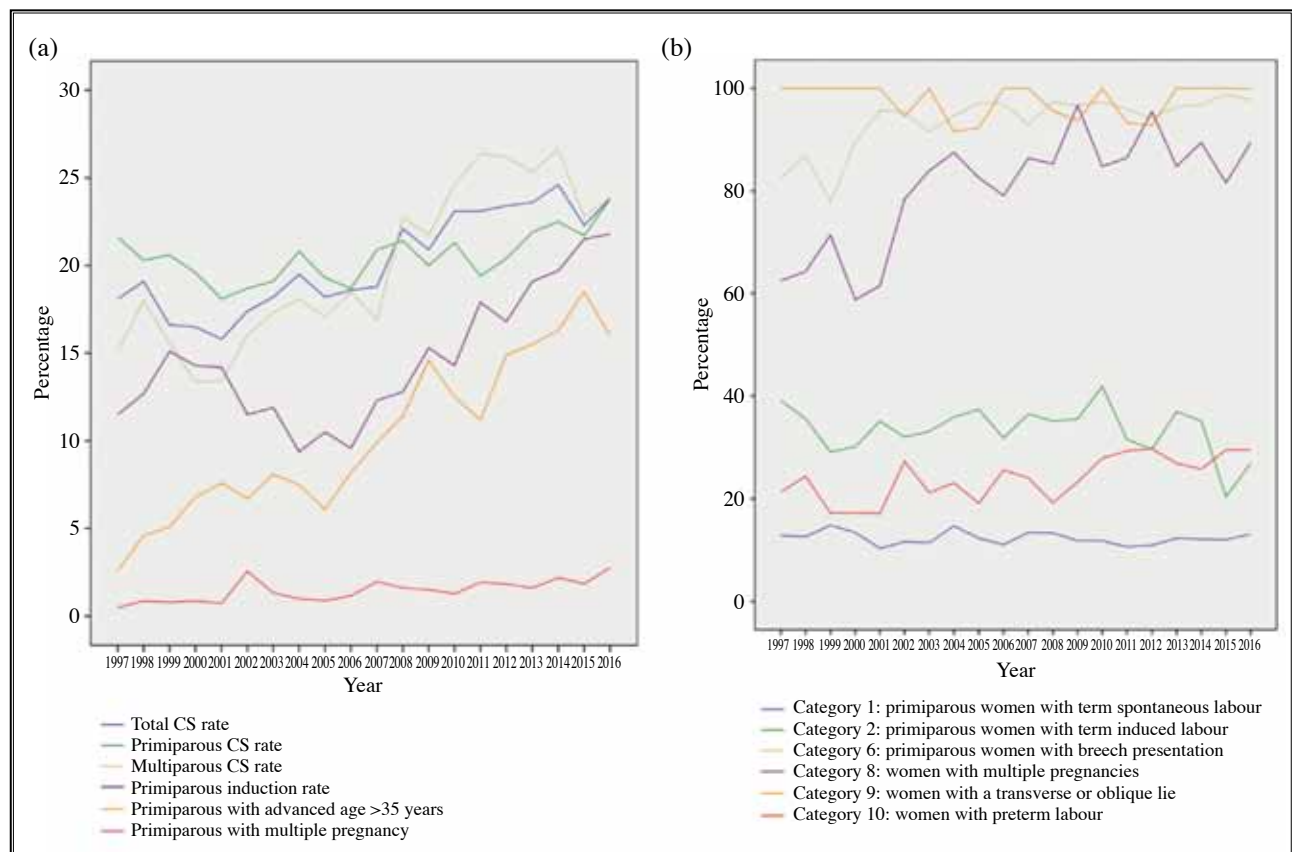 (a)
30
25
20
15
10
5
0
Percentage
1997 1998 1999 2000 2001 2002 2003 2004 2005 2006 2007 2008 2009 2010 2011 2012 2013 2014 2015 2016
Year
Total CS rate
Primiparous CS rate
Multiparous CS rate
Primiparous induction rate
Primiparous with advanced age >35 years
Primiparous with multiple pregnancy
(b)
100
80
60
40
20
0
Percentage
1997 1998 1999 2000 2001 2002 2003 2004 2005 2006 2007 2008 2009 2010 2011 2012 2013 2014 2015 2016
Year
Category 1: primiparous women with term spontaneous labour
Category 2: primiparous women with term induced labour
Category 6: primiparous women with breech presentation
Category 8: women with multiple pregnancies
Category 9: women with a transverse or oblique lie
Category 10: women with preterm labour